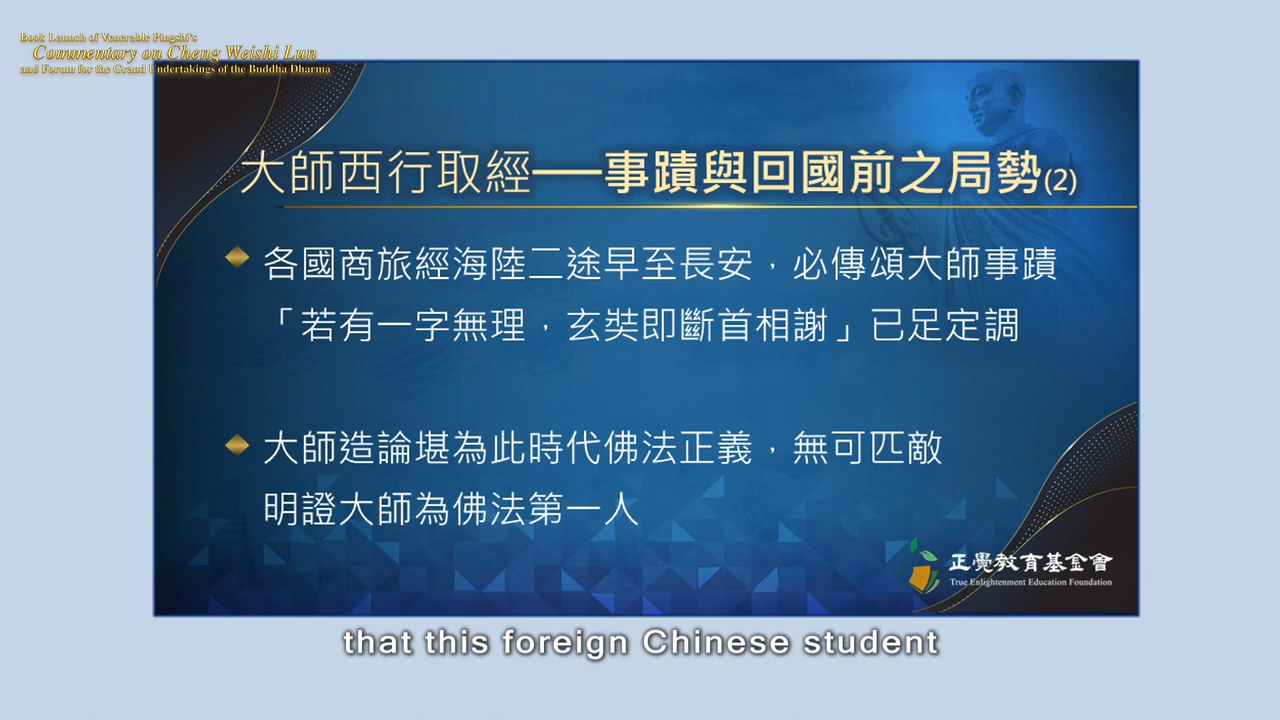 Book Launch of Venerable Pingshi's
Commentary on Cheng Weishi Lun
and Forum for the Grand Undertakings of the Buddha Dharma
大師西行取經──事蹟與回國前之局勢(2)
各國商旅經海陸二途早至長安，必傳頌大師事蹟
「若有一字無理，玄奘即斷首相謝」已足定調
大師造論堪為此時代佛法正義，無可匹敵
明證大師為佛法第一人
正覺教育基金會
True Enlightenment Education Foundation
that this foreign Chinese student